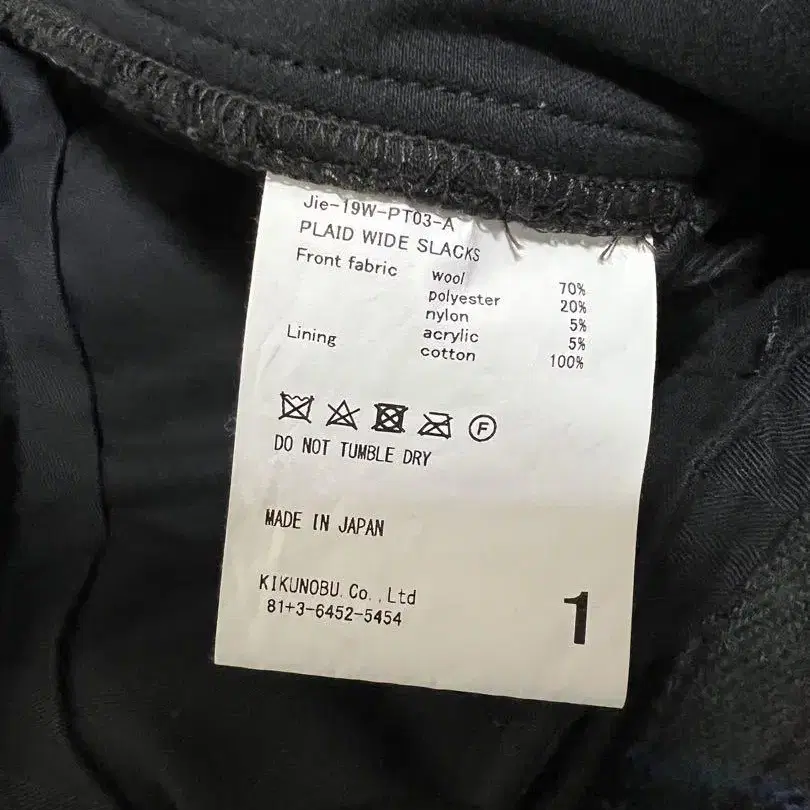 Jie-19W-PT03-A
PLAID WIDE SLACKS
Front fabric wool 70%
polyester 20%
nylon 5%
Lining acrylic 5%
cotton 100%
F
DO NOT TUMBLE DRY
MADE IN JAPAN
KIKUNOBU.Co.,Ltd
81+3-6452-5454
1